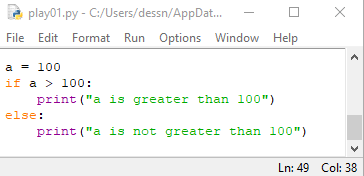 play01.py - C:/Users/dessn/AppDat...
File Edit Format Run Options Window Help
a = 100
if a > 100:
    print("a is greater than 100")
else:
    print("a is not greater than 100")
Ln: 49 Col: 38